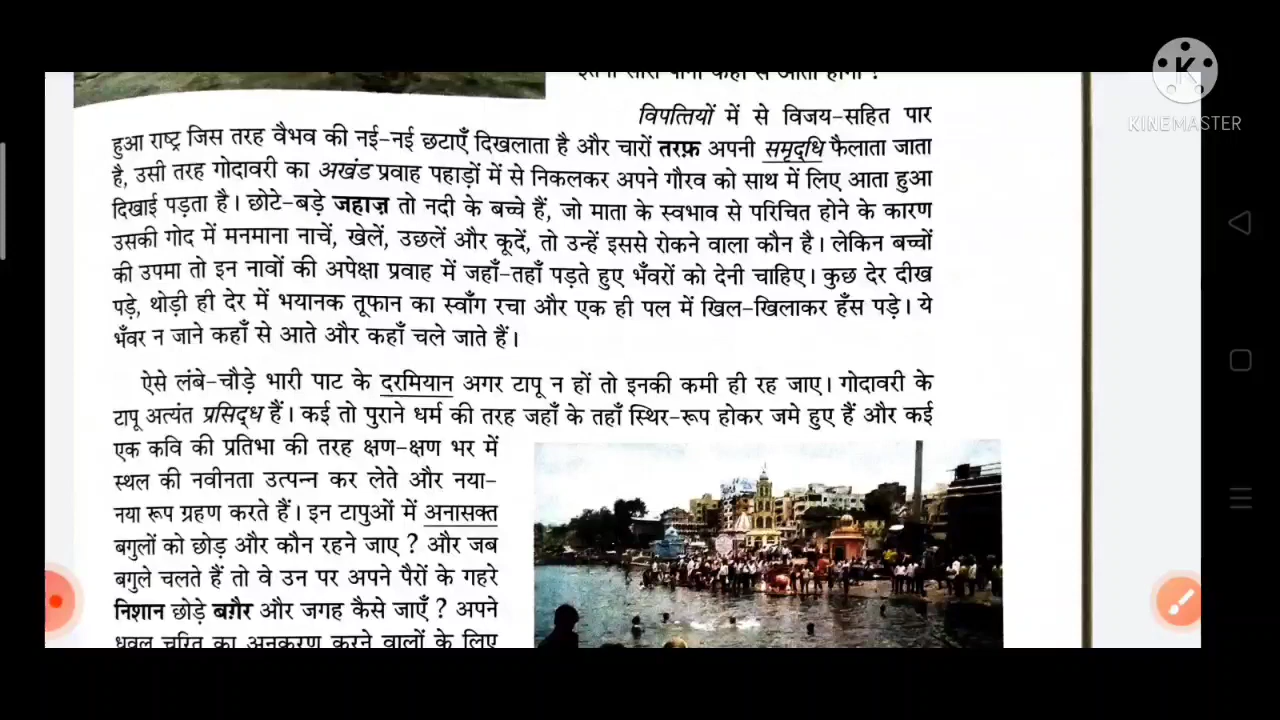 KINEMASTER
विपत्तियों में से विजय-सहित पार
हुआ राष्ट्र जिस तरह वैभव की नई-नई छटाएँ दिखलाता है और चारों तरफ़ अपनी समृद्धि फैलाता जाता
है, उसी तरह गोदावरी का अखंड प्रवाह पहाड़ों में से निकलकर अपने गौरव को साथ में लिए आता हुआ
दिखाई पड़ता है। छोटे-बड़े जहाज़ तो नदी के बच्चे हैं, जो माता के स्वभाव से परिचित होने के कारण
उसकी गोद में मनमाना नाचें, खेलें, उछलें और कूदें, तो उन्हें इससे रोकने वाला कौन है। लेकिन बच्चों
की उपमा तो इन नावों की अपेक्षा प्रवाह में जहाँ-तहाँ पड़ते हुए भँवरों को देनी चाहिए। कुछ देर दीख
पड़े, थोड़ी ही देर में भयानक तूफान का स्वाँग रचा और एक ही पल में खिल-खिलाकर हँस पड़े। ये
भँवर न जाने कहाँ से आते और कहाँ चले जाते हैं।
ऐसे लंबे-चौड़े भारी पाट के दरमियान अगर टापू न हों तो इनकी कमी ही रह जाए। गोदावरी के
टापू अत्यंत प्रसिद्ध हैं। कई तो पुराने धर्म की तरह जहाँ के तहाँ स्थिर-रूप होकर जमे हुए हैं और कई
एक कवि की प्रतिभा की तरह क्षण-क्षण भर में
स्थल की नवीनता उत्पन्न कर लेते और नया-
नया रूप ग्रहण करते हैं। इन टापुओं में अनासक्त
बगुलों को छोड़ और कौन रहने जाए ? और जब
बगुले चलते हैं तो वे उन पर अपने पैरों के गहरे
निशान छोड़े बग़ैर और जगह कैसे जाएँ ? अपने
धवल चरित का अनुकरण करने वालों के लिए